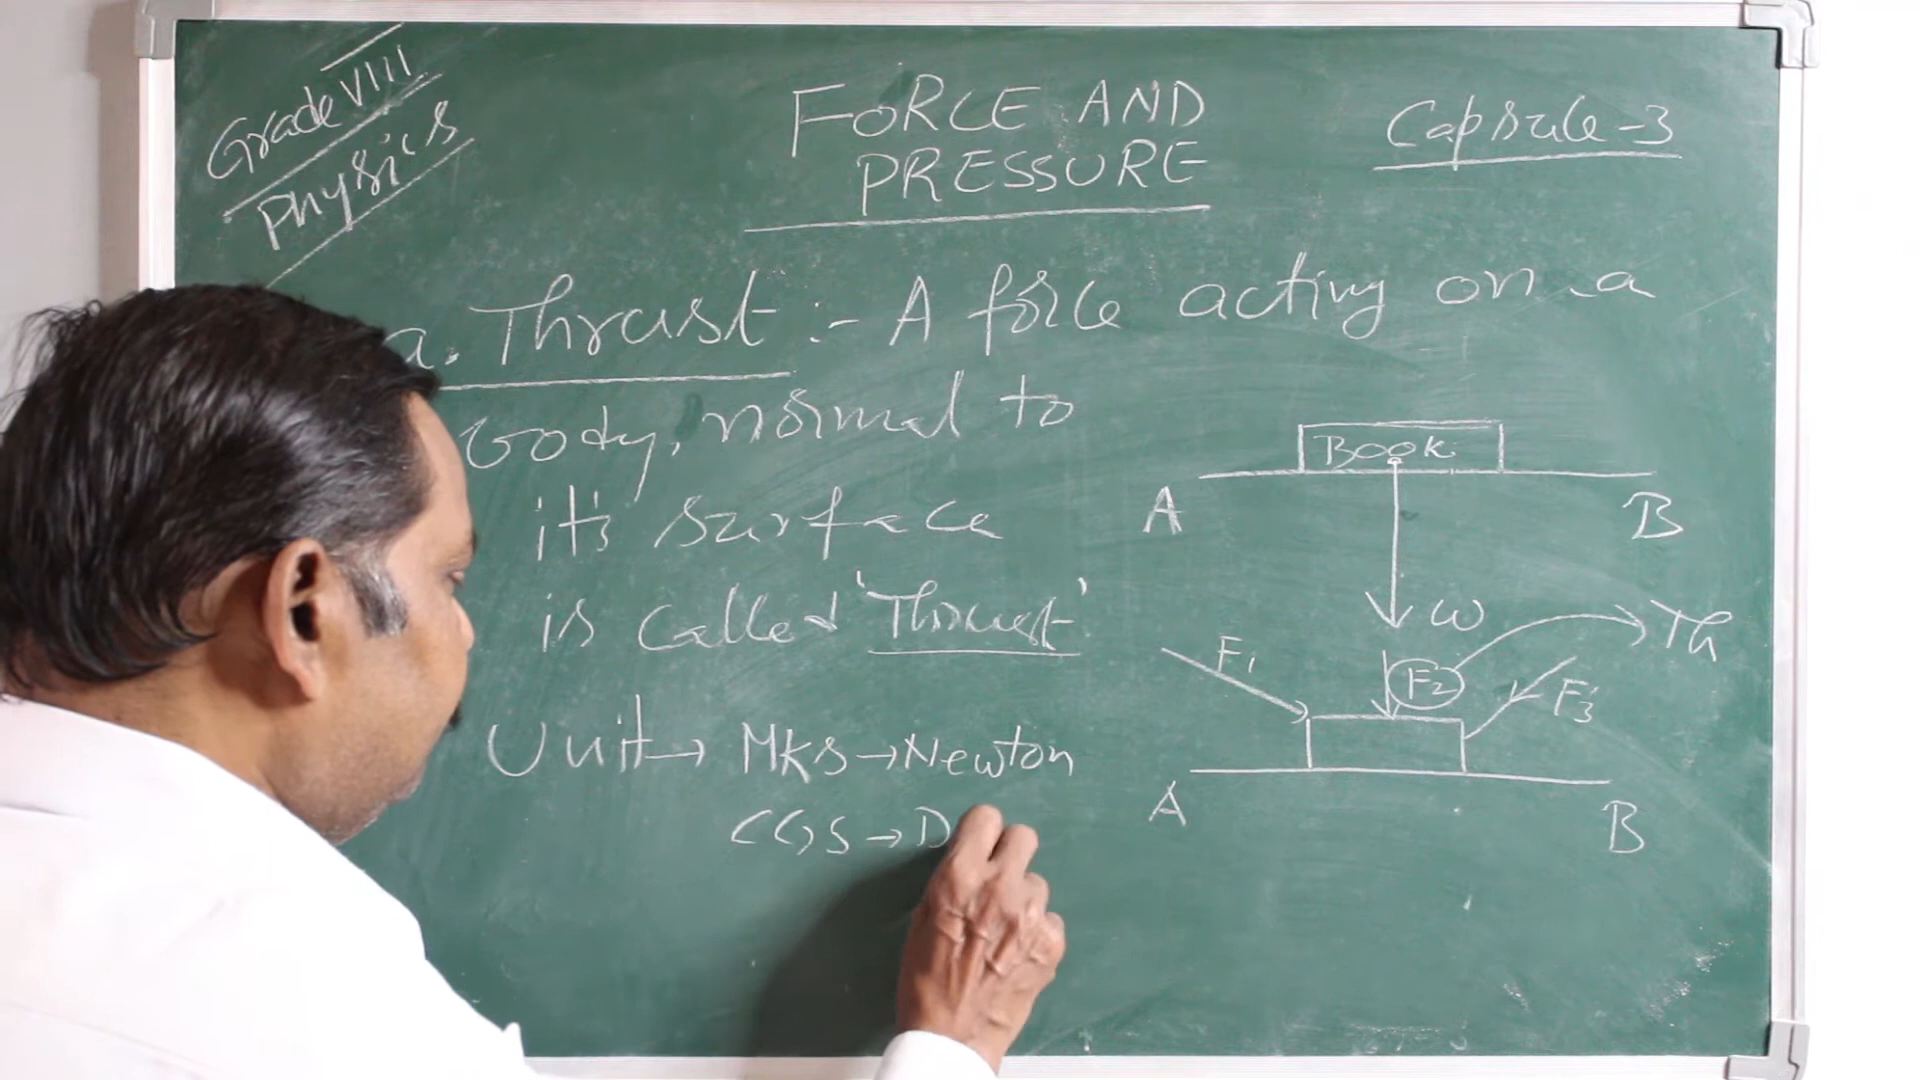 Grade VIII
Physics
FORCE AND
PRESSURE
Capsule-3
a. Thrust :- A force acting on a
body, normal to
it's surface
is called 'Thrust'
Unit → MKS → Newton
CGS → D
Book
A
B
W
F1
F2
Th
F3
A
B